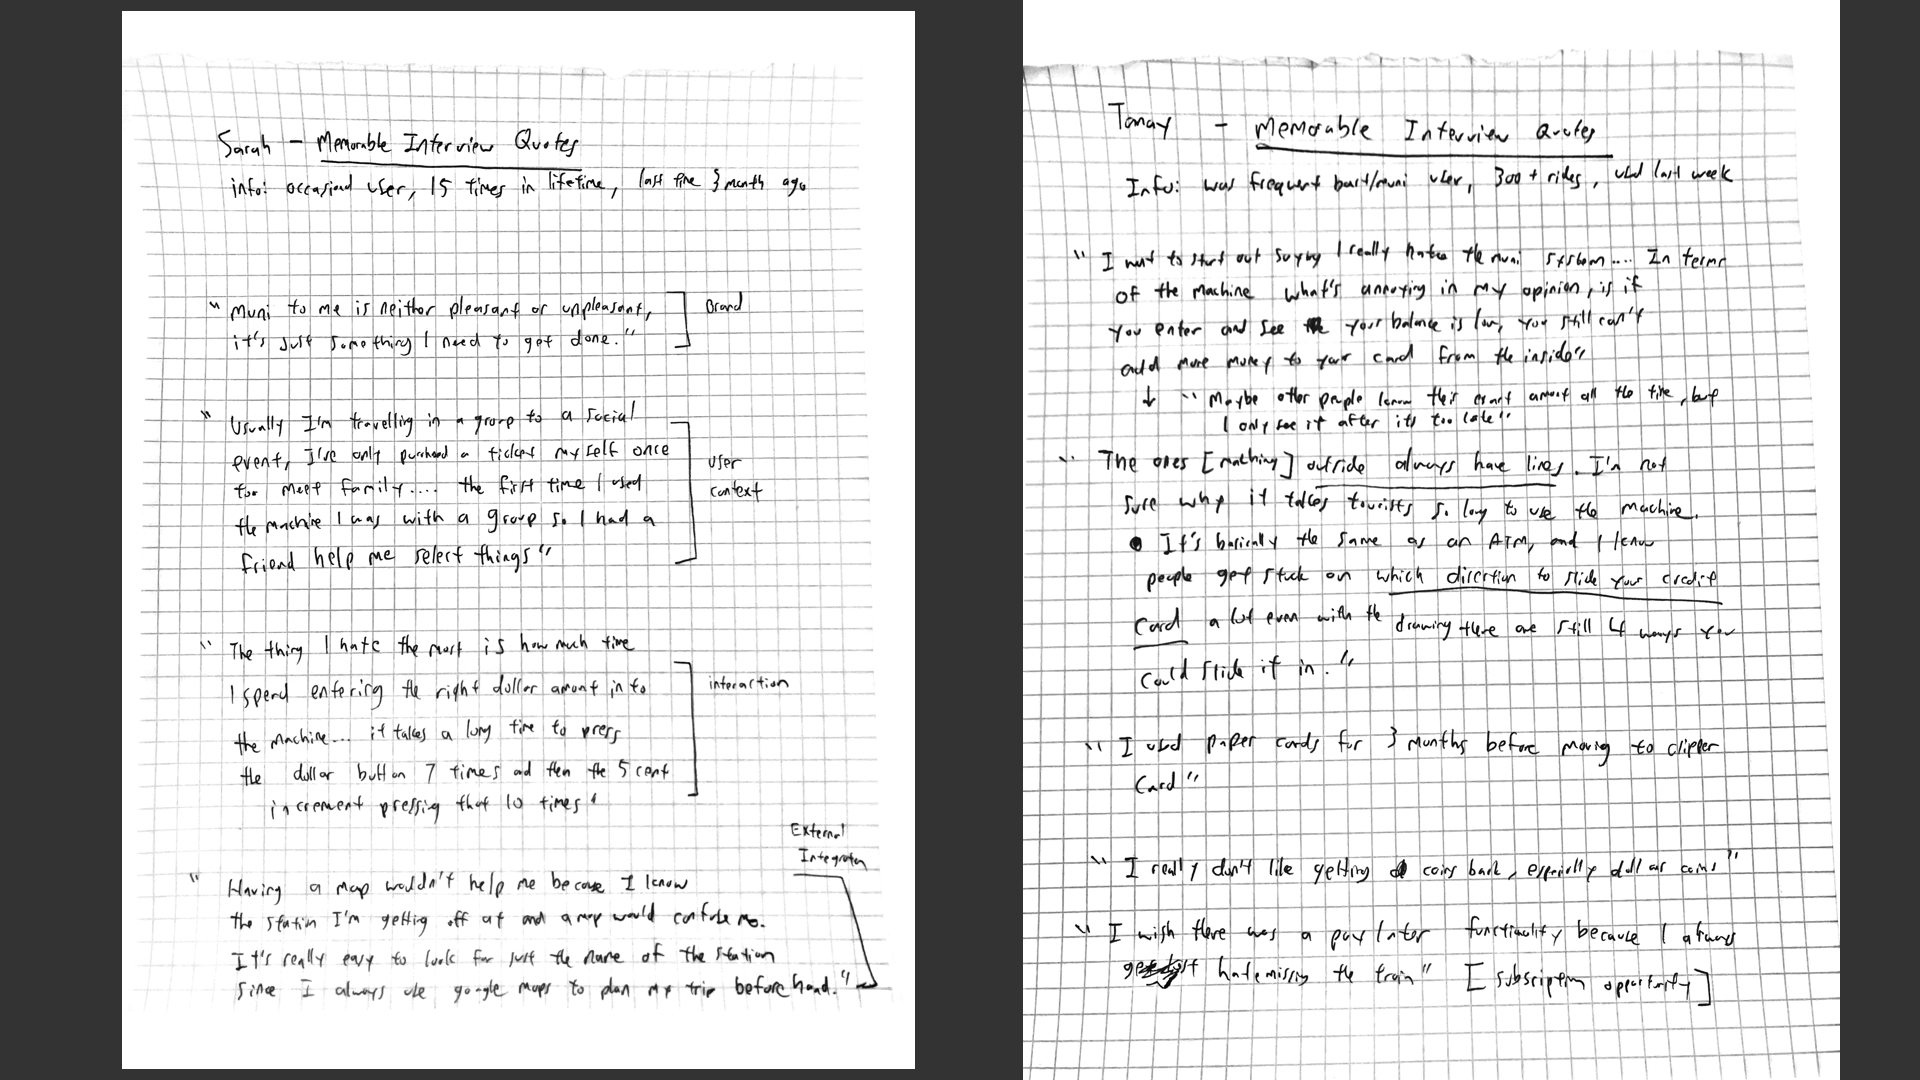 Sarah - Memorable Interview Quotes
info: occasional user, 15 times in lifetime, last time 3 month ago
"Muni to me is neither pleasant or unpleasant,
it's just something I need to get done."
Brand
"Usually I'm travelling in a group to a social
event, I've only purchased a ticket myself once
for meet family.... the first time I used
the machine I was with a group so I had a
friend help me select things"
User
context
"The thing I hate the most is how much time
I spend entering the right dollar amount in to
the machine... it takes a long time to press
the dollar button 7 times and then the 5 cent
increment pressing that 10 times"
interaction
External
Integration
"Having a map wouldn't help me because I know
the station I'm getting off at and a map would confuse me.
It's really easy to look for just the name of the station
since I always use google maps to plan my trip before hand."
Tanay - Memorable Interview Quotes
Info: was frequent bart/muni user, 300+ rides, used last week
"I want to start out saying I really hate the muni system.... In terms
of the machine what's annoying in my opinion, is if
you enter and see your balance is low, you still can't
add more money to your card from the inside"
↓ "Maybe other people know their exact amount all the time, but
I only see it after its too late"
"The ones [machine] outside always have lines. I'm not
sure why it takes tourists so long to use the machine.
It's basically the same as an ATM, and I know
people get stuck on which direction to slide your credit
card a lot even with the drawing there are still 4 ways you
could slide it in."
"I used paper cards for 3 months before moving to clipper
card"
"I really don't like getting coins back, especially dollar coins"
"I wish there was a pay later functionality because I always
hate missing the train" [subscription opportunity]